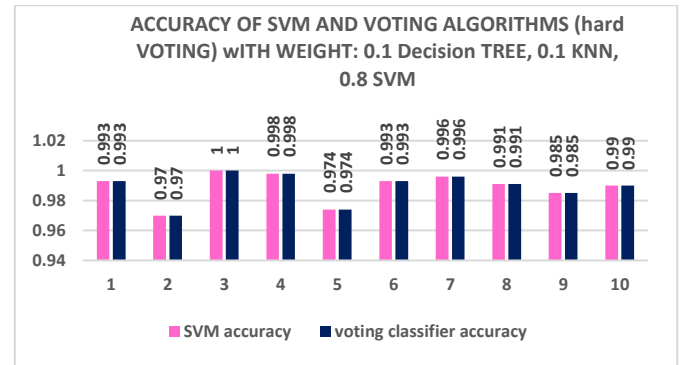 ACCURACY OF SVM AND VOTING ALGORITHMS (hard
VOTING) wITH WEIGHT: 0.1 Decision TREE, 0.1 KNN,
0.8 SVM
0.993 0.993 0.97 0.97 1 1 0.998 0.998 0.974 0.974 0.993 0.993 0.996 0.996 0.991 0.991 0.985 0.985 0.99 0.99
1.02
1
0.98
0.96
0.94
1 2 3 4 5 6 7 8 9 10
SVM accuracy voting classifier accuracy